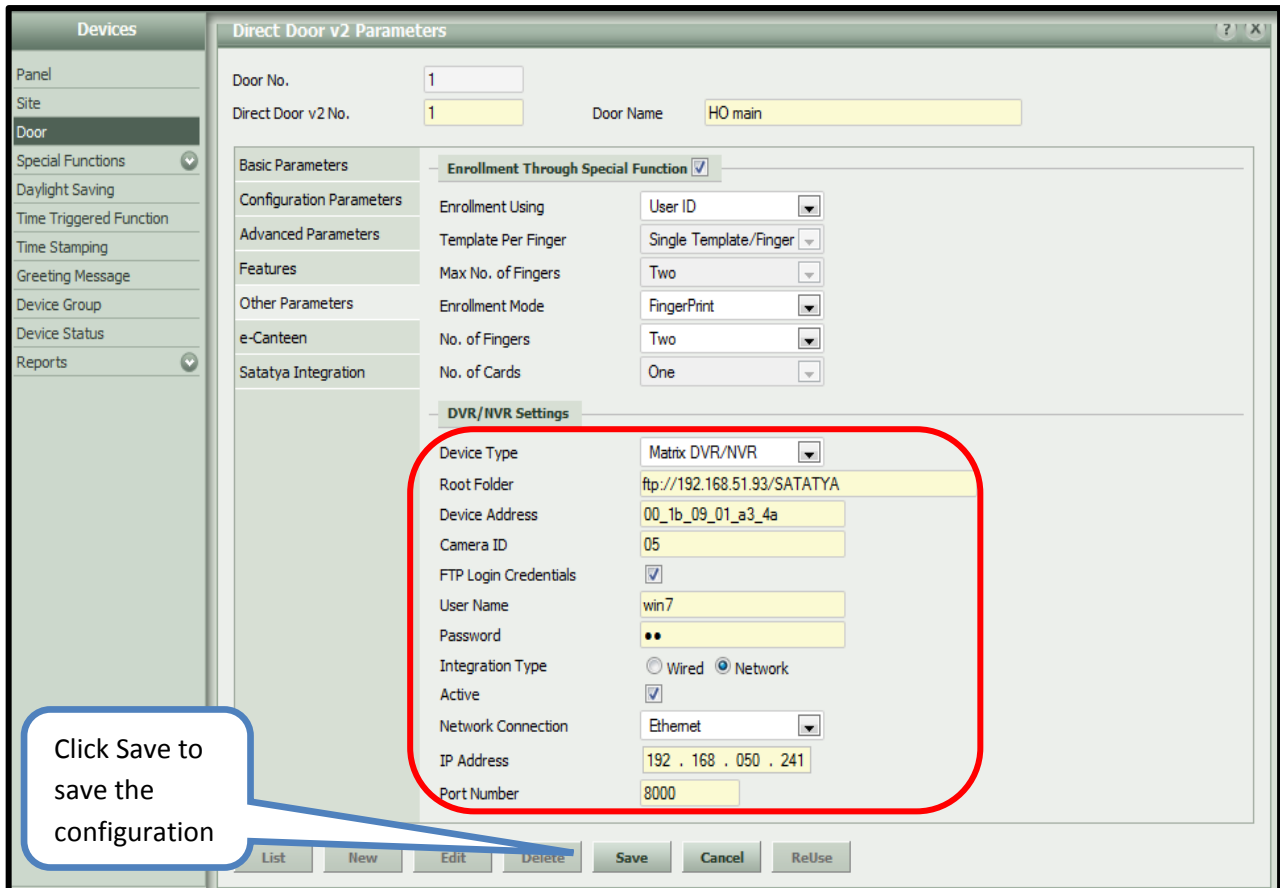 Devices
Direct Door v2 Parameters
? X
Panel
Site
Door
Special Functions
Daylight Saving
Time Triggered Function
Time Stamping
Greeting Message
Device Group
Device Status
Reports
Door No. 1
Direct Door v2 No. 1 Door Name HO main
Basic Parameters
Configuration Parameters
Advanced Parameters
Features
Other Parameters
e-Canteen
Satatya Integration
Enrollment Through Special Function
Enrollment Using User ID
Template Per Finger Single Template/Finger
Max No. of Fingers Two
Enrollment Mode FingerPrint
No. of Fingers Two
No. of Cards One
DVR/NVR Settings
Device Type Matrix DVR/NVR
Root Folder ftp://192.168.51.93/SATATYA
Device Address 00_1b_09_01_a3_4a
Camera ID 05
FTP Login Credentials
User Name win7
Password ●●
Integration Type Wired Network
Active
Network Connection Ethernet
IP Address 192 . 168 . 050 . 241
Port Number 8000
Click Save to
save the
configuration
List New Edit Delete Save Cancel ReUse